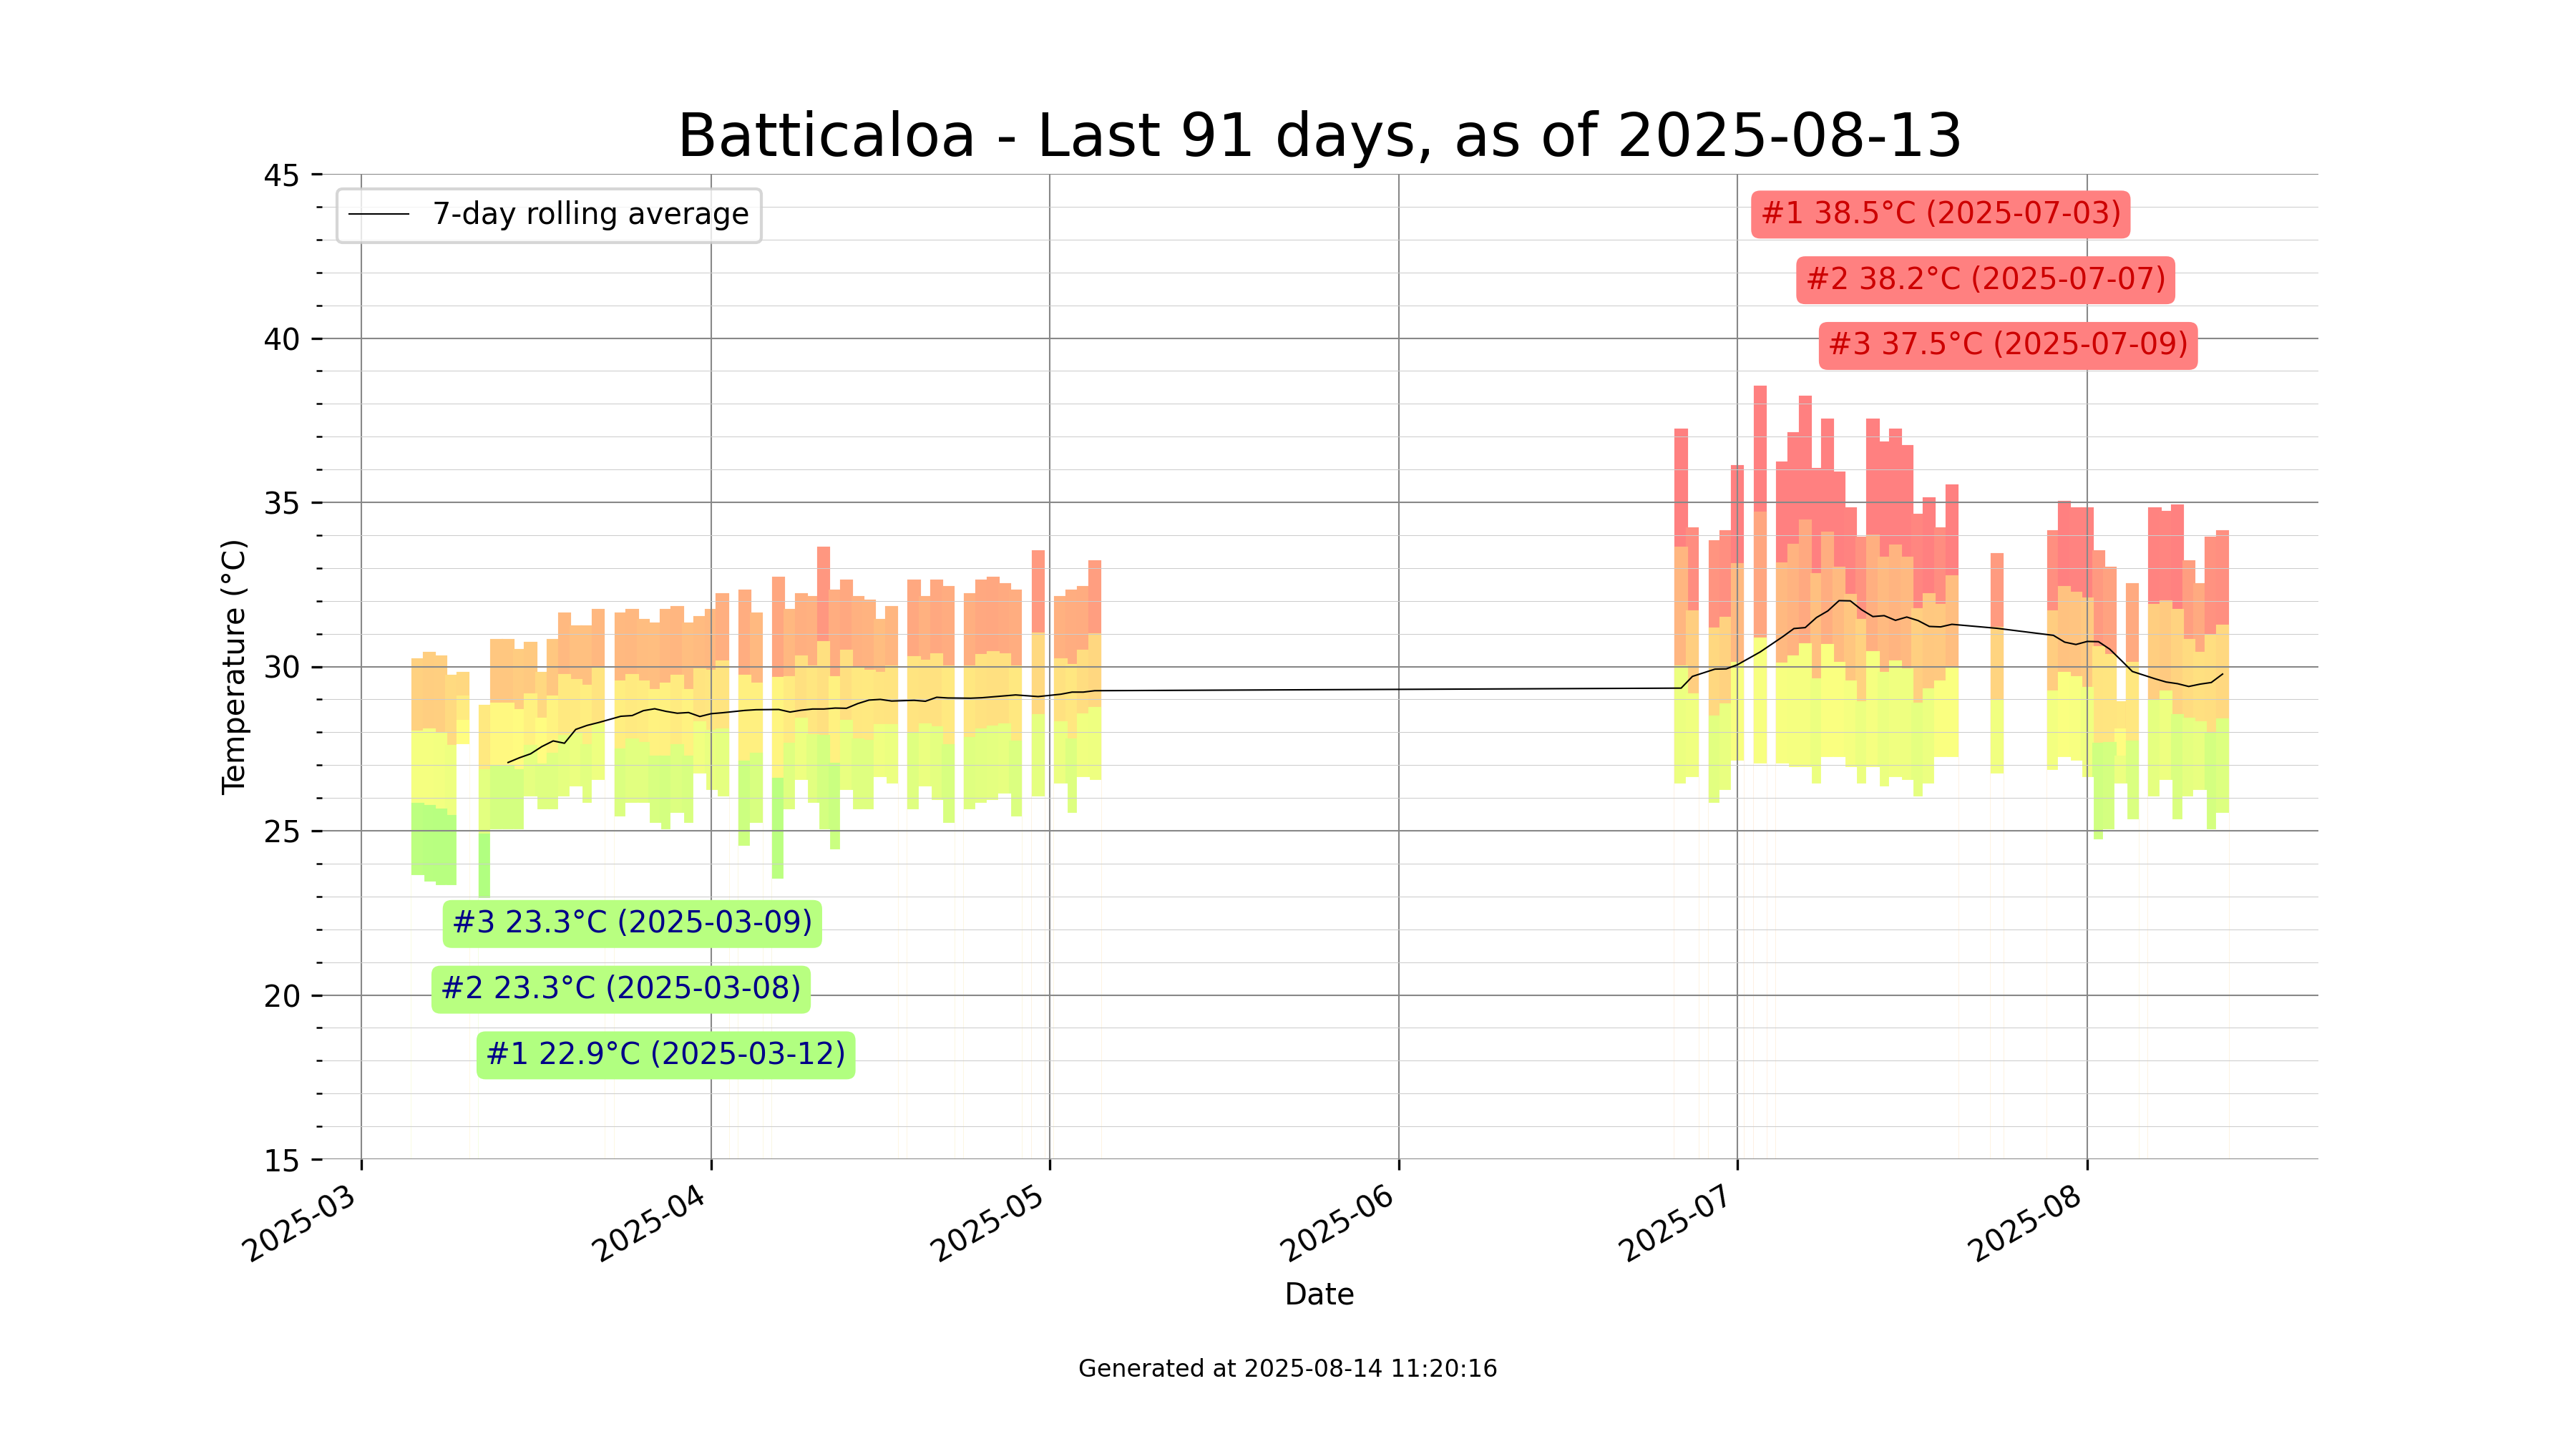 Batticaloa - Last 91 days, as of 2025-08-13
45
7-day rolling average
#1 38.5°C (2025-07-03)
#2 38.2°C (2025-07-07)
40
#3 37.5°C (2025-07-09)
35
Temperature (°C)
30
25
#3 23.3°C (2025-03-09)
#2 23.3°C (2025-03-08)
20
#1 22.9°C (2025-03-12)
15
2025-03
2025-04
2025-05
2025-06
2025-07
2025-08
Date
Generated at 2025-08-14 11:20:16